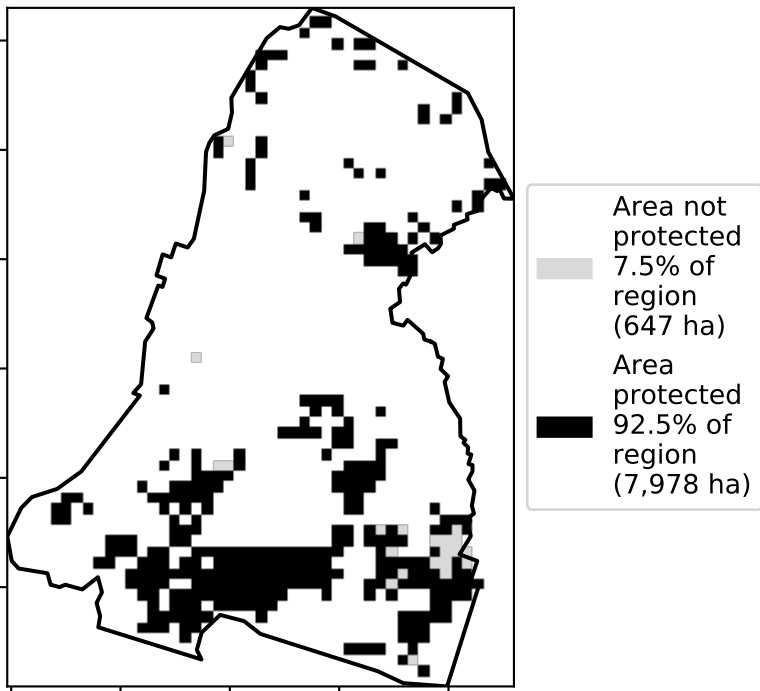 Area not
protected
7.5% of
region
(647 ha)
Area
protected
92.5% of
region
(7,978 ha)